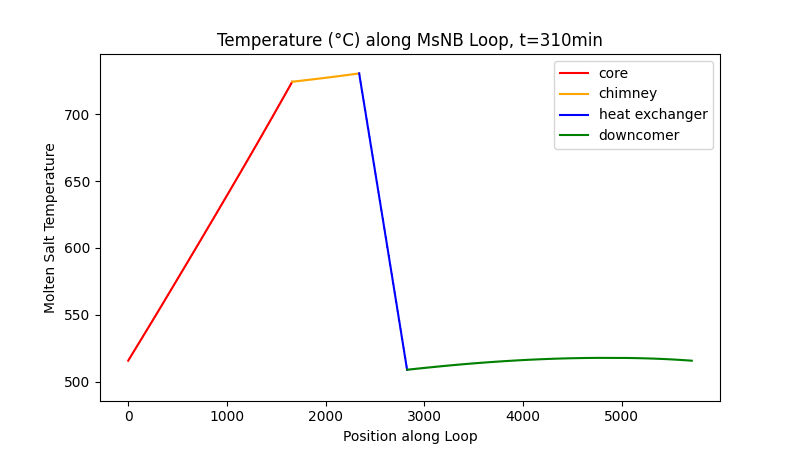 Temperature (°C) along MsNB Loop, t=310min
core
chimney
heat exchanger
downcomer
Molten Salt Temperature
700
650
600
550
500
0 1000 2000 3000 4000 5000
Position along Loop